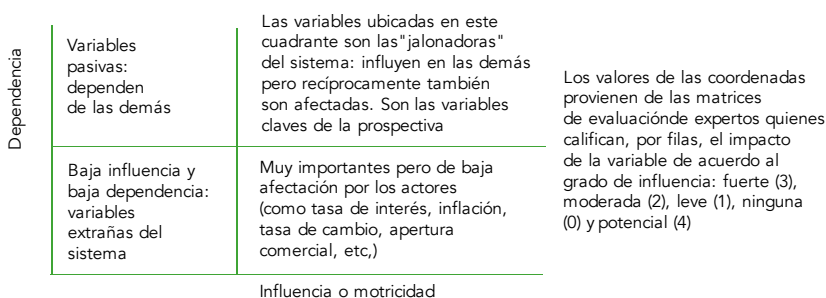 Dependencia
Variables
pasivas:
dependen
de las demás
Las variables ubicadas en este
cuadrante son las"jalonadoras"
del sistema: influyen en las demás
pero recíprocamente también
son afectadas. Son las variables
claves de la prospectiva
Baja influencia y
baja dependencia:
variables
extrañas del
sistema
Muy importantes pero de baja
afectación por los actores
(como tasa de interés, inflación,
tasa de cambio, apertura
comercial, etc,)
Influencia o motricidad
Los valores de las coordenadas
provienen de las matrices
de evaluaciónde expertos quienes
califican, por filas, el impacto
de la variable de acuerdo al
grado de influencia: fuerte (3),
moderada (2), leve (1), ninguna
(0) y potencial (4)